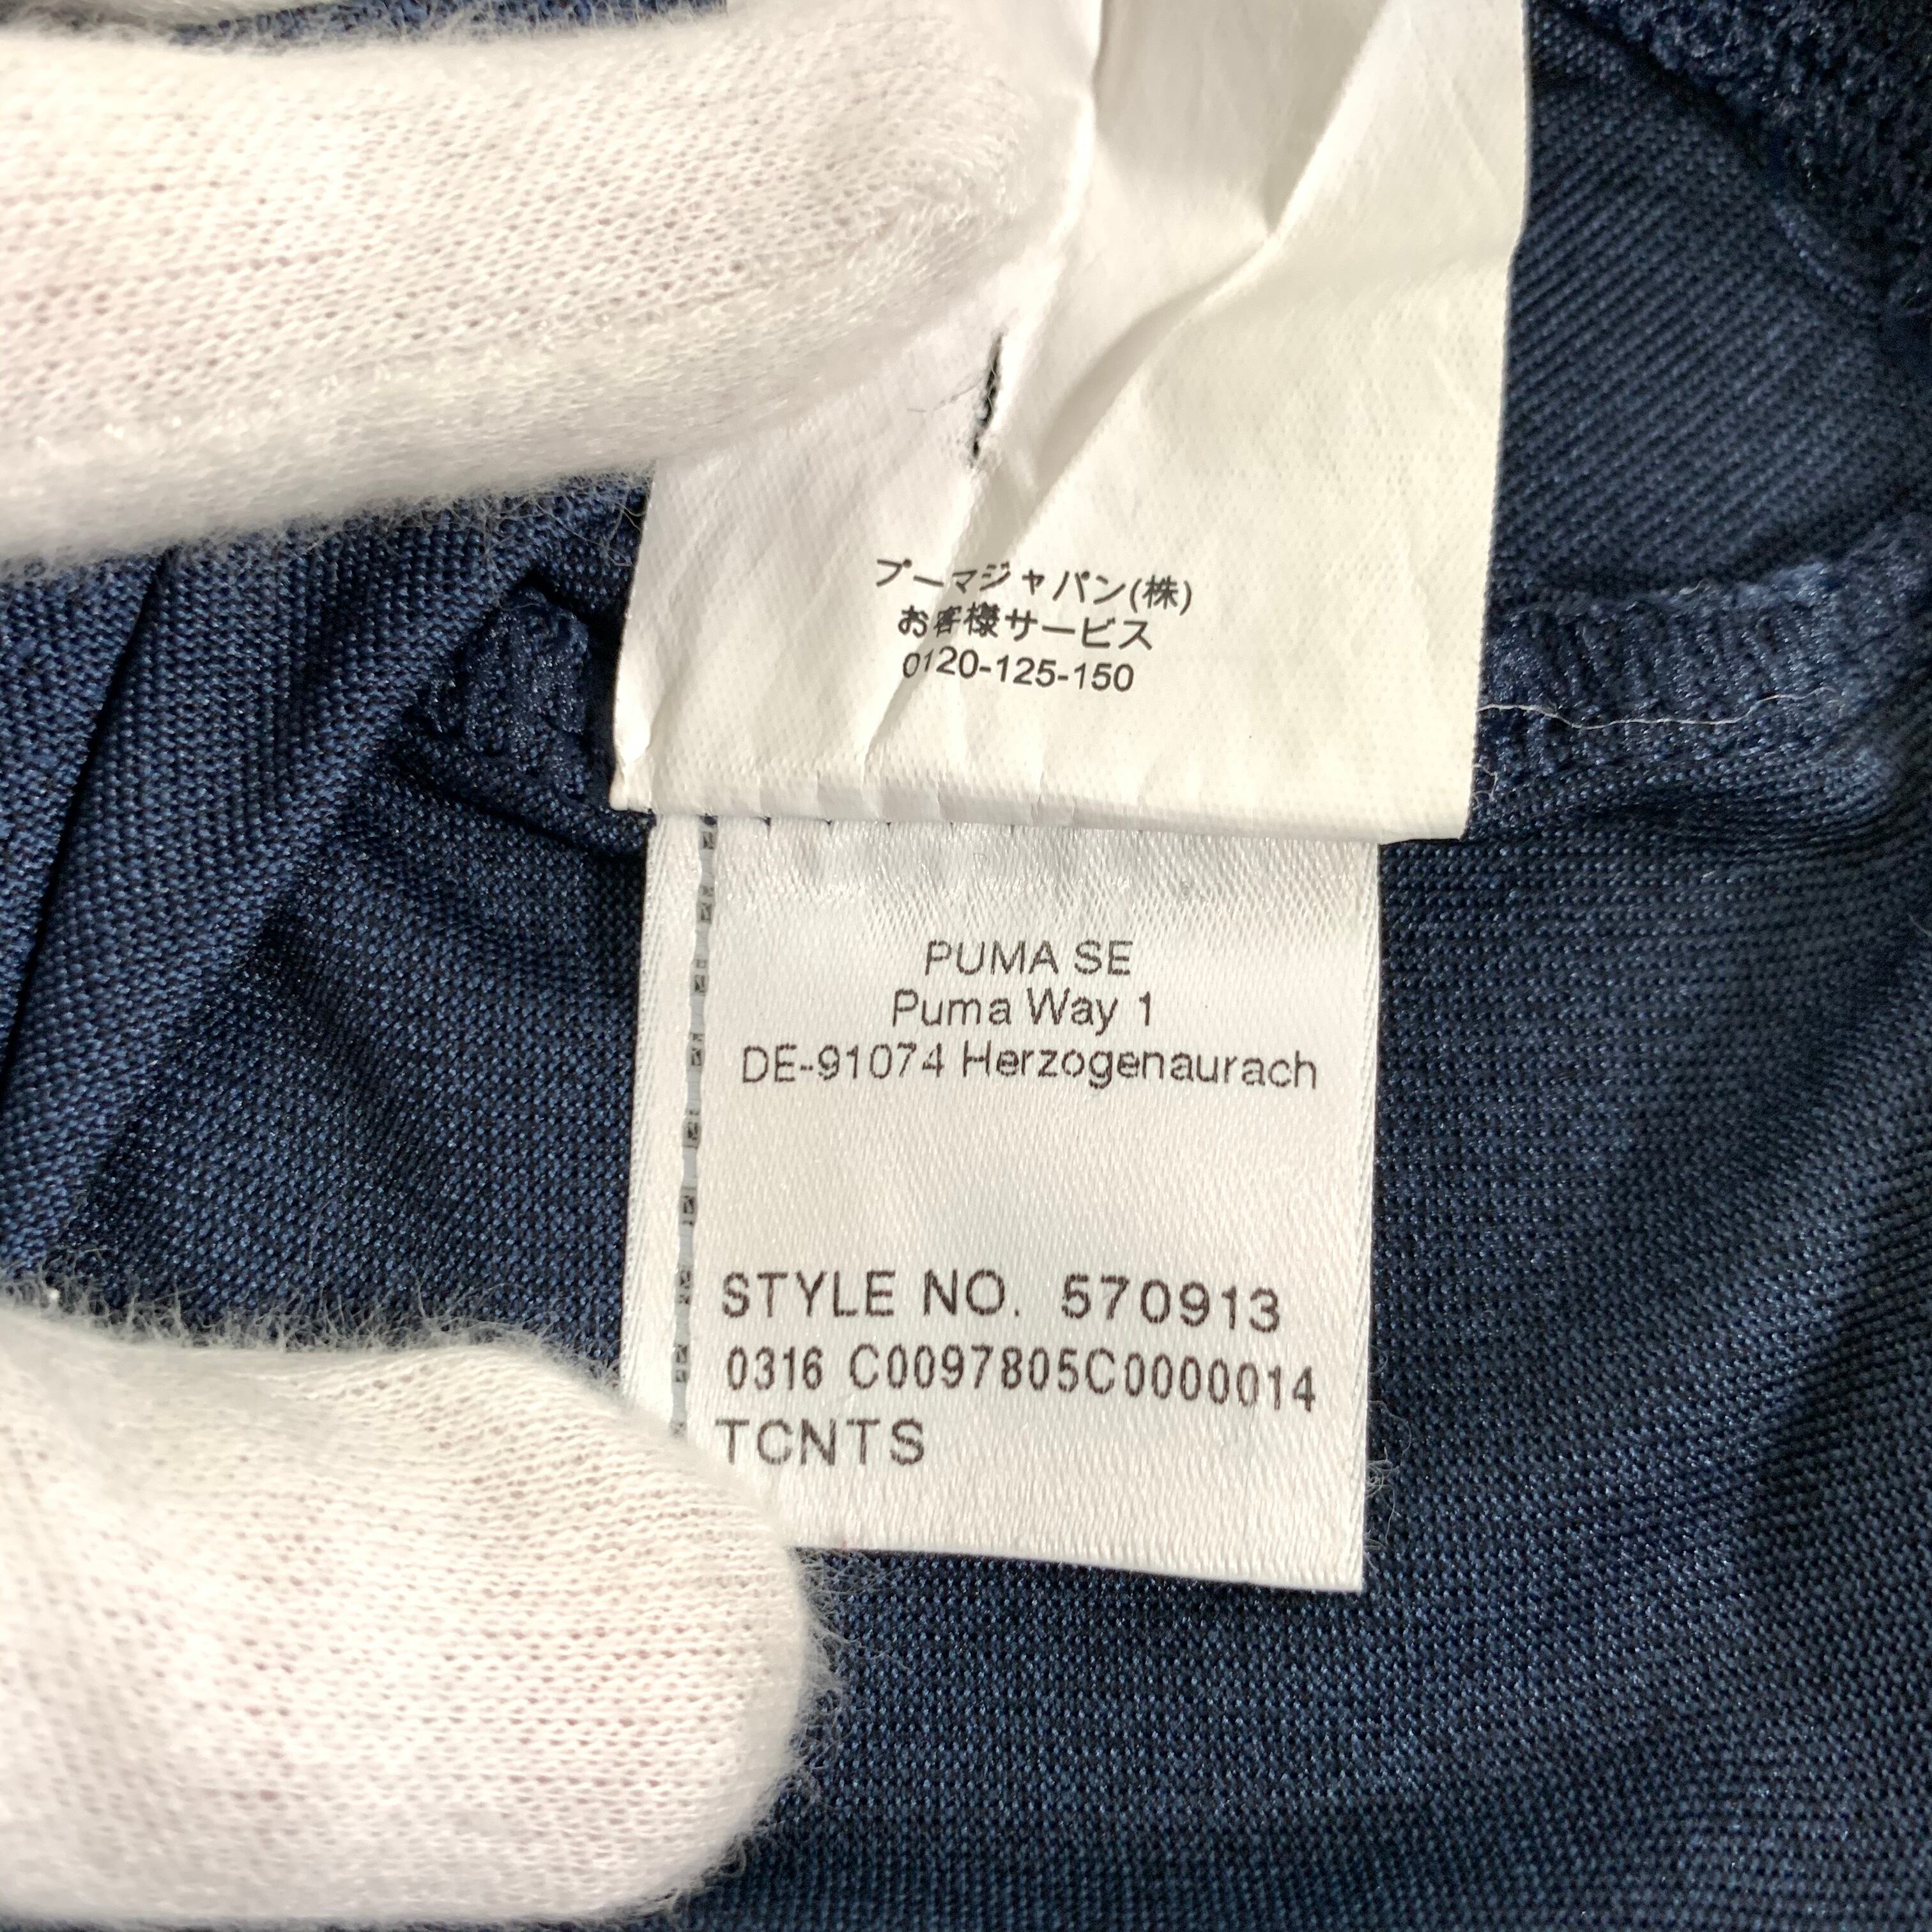 プーマジャパン(株)
お客様サービス
0120-125-150
PUMA SE
Puma Way 1
DE-91074 Herzogenaurach
STYLE NO. 570913
0316 C0097805C0000014
TCNTS